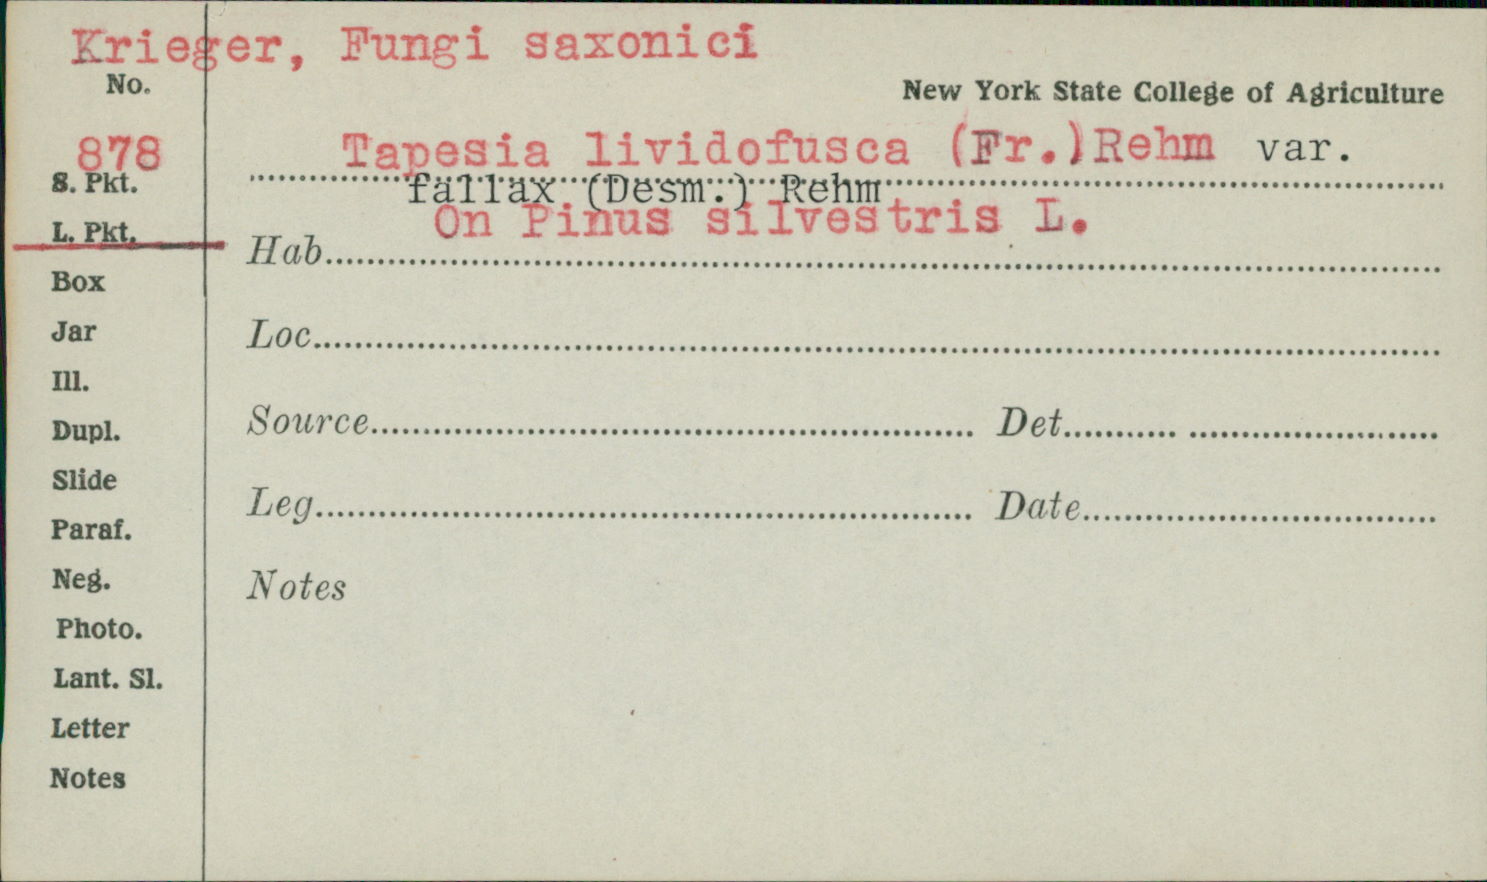 Krieger, Fungi saxonici
No.
New York State College of Agriculture
878
Tapesia lividofusca (Fr.)Rehm var.
S. Pkt.
fallax (Desm.) Rehm
On Pinus silvestris L.
L. Pkt.
Hab
Box
Jar
Loc
Ill.
Dupl.
Source Det
Slide
Leg Date
Paraf.
Neg.
Notes
Photo.
Lant. Sl.
Letter
Notes